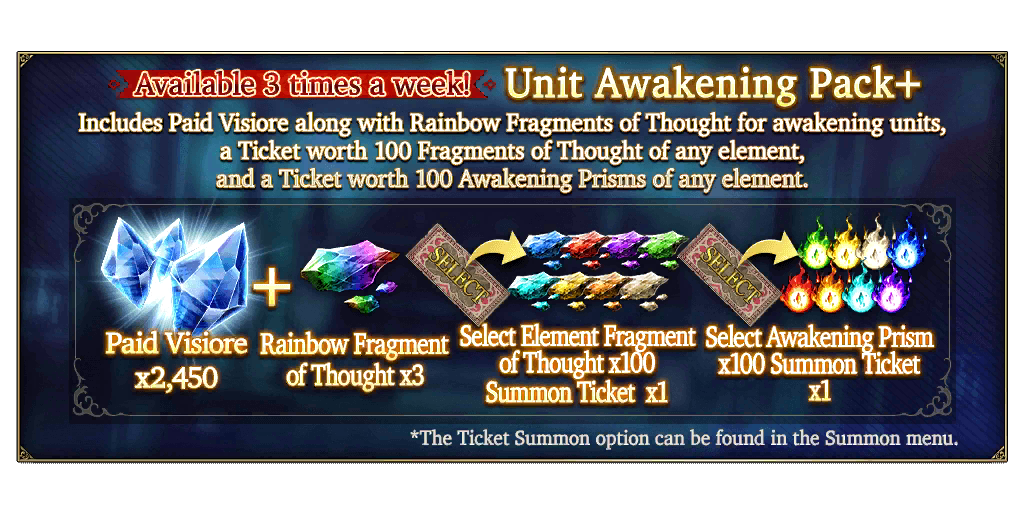 Available 3 times a week! Unit Awakening Pack+
Includes Paid Visiore along with Rainbow Fragments of Thought for awakening units,
a Ticket worth 100 Fragments of Thought of any element,
and a Ticket worth 100 Awakening Prisms of any element.
SELECT
SELECT
+
Paid Visiore
x2,450
Rainbow Fragment
of Thought x3
Select Element Fragment
of Thought x100
Summon Ticket x1
Select Awakening Prism
x100 Summon Ticket
x1
*The Ticket Summon option can be found in the Summon menu.